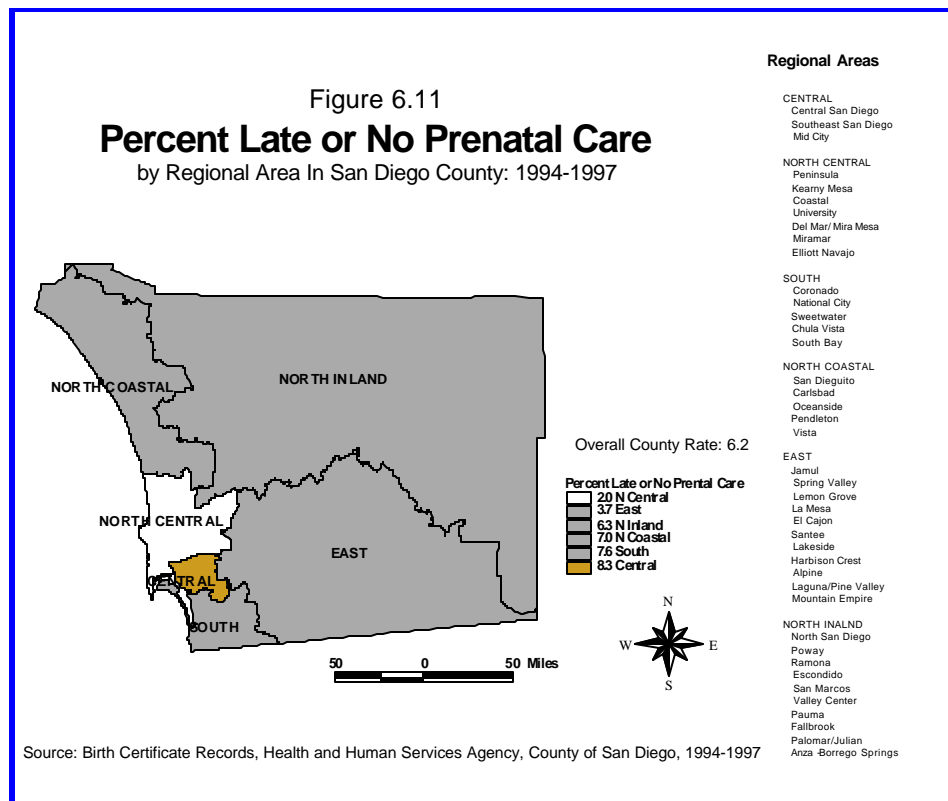 Figure 6.11
Percent Late or No Prenatal Care
by Regional Area In San Diego County: 1994-1997
NORTH COASTAL
NORTH INLAND
NORTH CENTRAL
CENTRAL
EAST
SOUTH
Overall County Rate: 6.2
Percent Late or No Prental Care
2.0 N Central
3.7 East
6.3 N Inland
7.0 N Coastal
7.6 South
8.3 Central
N
W E
S
50 0 50 Miles
Regional Areas
CENTRAL
Central San Diego
Southeast San Diego
Mid City
NORTH CENTRAL
Peninsula
Kearny Mesa
Coastal
University
Del Mar/ Mira Mesa
Miramar
Elliott Navajo
SOUTH
Coronado
National City
Sweetwater
Chula Vista
South Bay
NORTH COASTAL
San Dieguito
Carlsbad
Oceanside
Pendleton
Vista
EAST
Jamul
Spring Valley
Lemon Grove
La Mesa
El Cajon
Santee
Lakeside
Harbison Crest
Alpine
Laguna/Pine Valley
Mountain Empire
NORTH INALND
North San Diego
Poway
Ramona
Escondido
San Marcos
Valley Center
Pauma
Fallbrook
Palomar/Julian
Anza -Borrego Springs
Source: Birth Certificate Records, Health and Human Services Agency, County of San Diego, 1994-1997